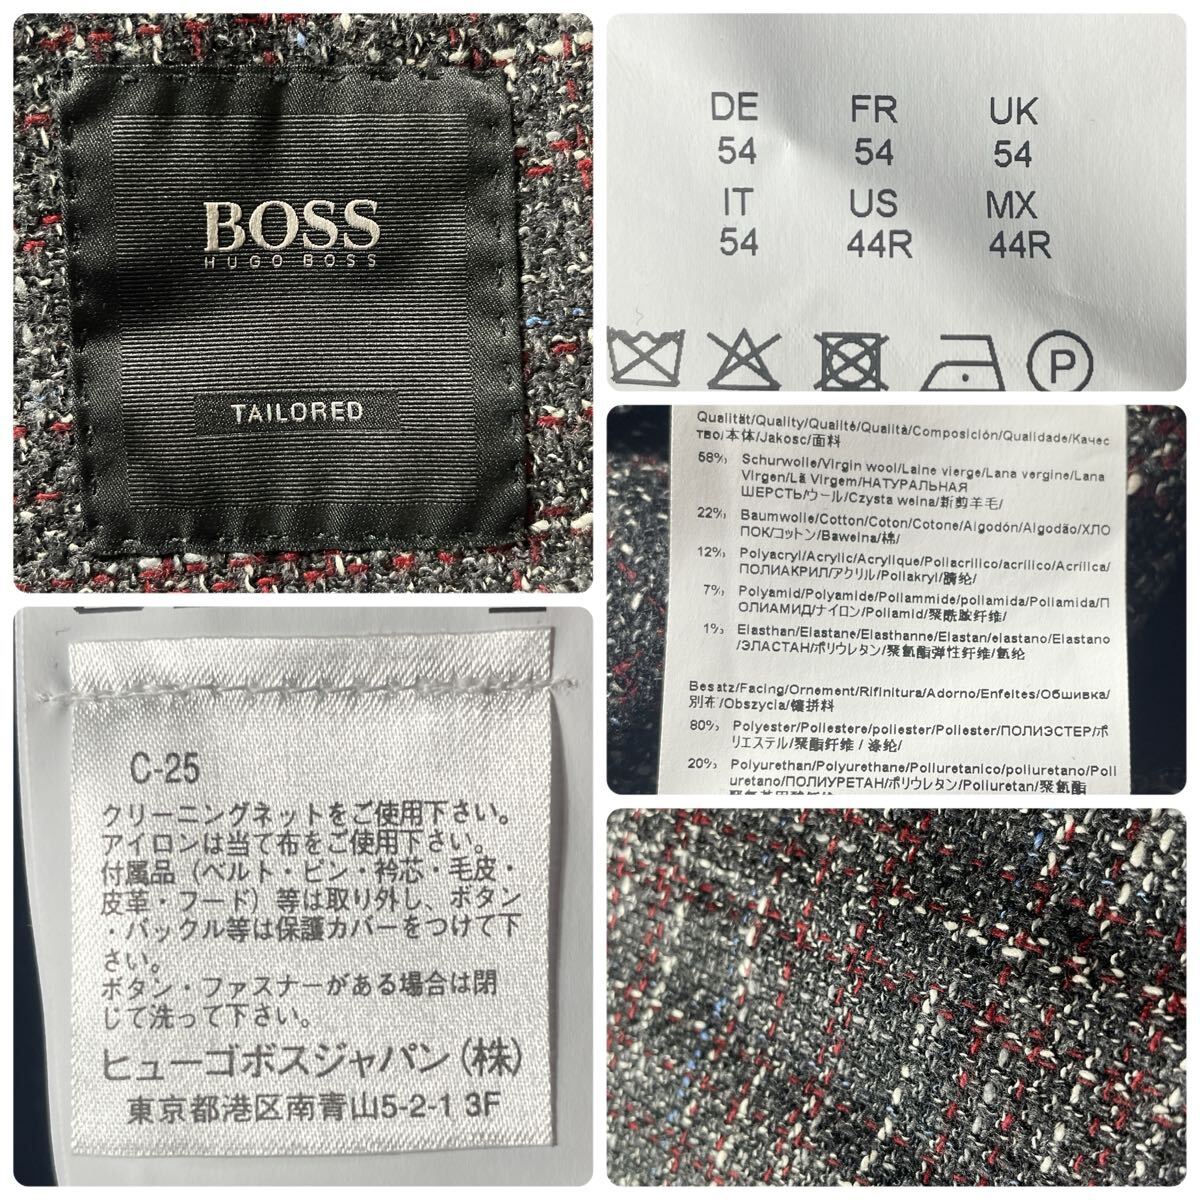 BOSS
HUGO BOSS
TAILORED
DE FR UK
54 54 54
IT US MX
54 44R 44R
P
Qualität/Quality/Qualité/Qualità/Composición/Qualidade/Качес
тво/本体/Jakosc/面料
58% Schurwolle/Virgin wool/Laine vierge/Lana vergine/Lana
Virgen/Lã Virgem/НАТУРАЛЬНАЯ
ШЕРСТЬ/ウール/Czysta welna/新剪羊毛/
22% Baumwolle/Cotton/Coton/Cotone/Algodón/Algodão/ХЛО
ПОК/コットン/Bawelna/棉/
12% Polyacryl/Acrylic/Acrylique/Poliacrilico/acrílico/Acrílica/
ПОЛИАКРИЛ/アクリル/Poliakryl/腈纶/
7% Polyamid/Polyamide/Poliammide/poliamida/Poliamida/П
ОЛИАМИД/ナイロン/Poliamid/聚酰胺纤维/
1% Elasthan/Elastane/Elasthanne/Elastan/elastano/Elastano
/ЭЛАСТАН/ポリウレタン/聚氨酯弹性纤维/氨纶
Besatz/Facing/Ornement/Rifinitura/Adorno/Enfeites/Обшивка/
別布/Obszycia/镶拼料
80% Polyester/Poliestere/poliester/Poliester/ПОЛИЭСТЕР/ポ
リエステル/聚酯纤维 / 涤纶/
20% Polyurethan/Polyurethane/Poliuretanico/poliuretano/Poli
uretano/ПОЛИУРЕТАН/ポリウレタン/Poliuretan/聚氨酯
C-25
クリーニングネットをご使用下さい。
アイロンは当て布をご使用下さい。
付属品（ベルト・ピン・衿芯・毛皮・
皮革・フード）等は取り外し、ボタン
・バックル等は保護カバーをつけて下
さい。
ボタン・ファスナーがある場合は閉
じて洗って下さい。
ヒューゴボスジャパン（株）
東京都港区南青山5-2-1 3F